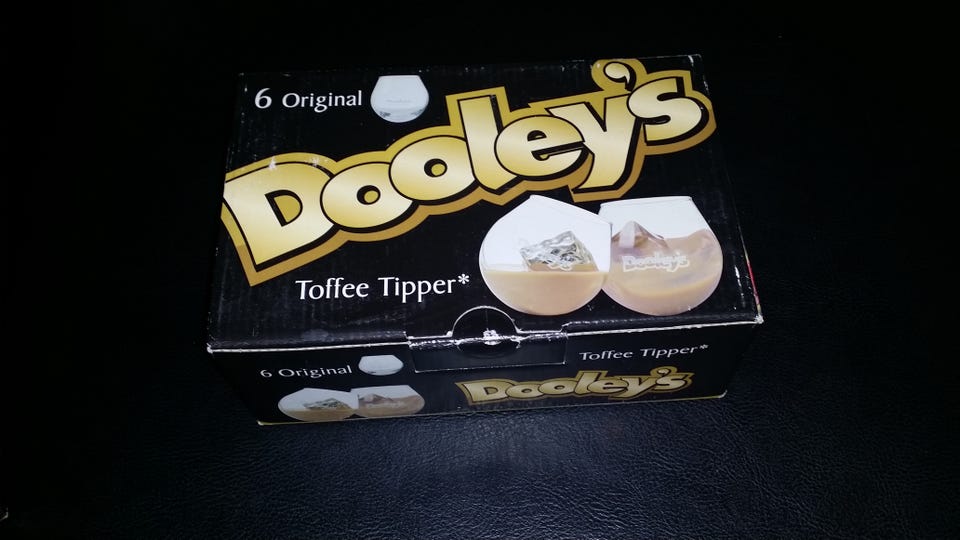 6 Original
Dooley's
Toffee Tipper*
Dooley's
6 Original
Toffee Tipper*
Dooley's